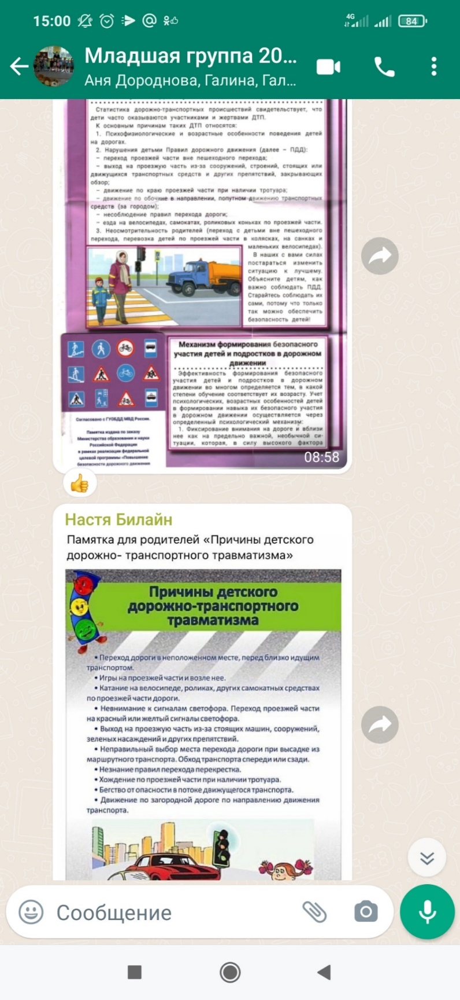 15:00
4G
84
Младшая группа 20...
Аня Дороднова, Галина, Гал...
Статистика дорожно-транспортных происшествий свидетельствует, что
дети часто оказываются участниками и жертвами ДТП.
К основным причинам таких ДТП относятся:
1. Психофизиологические и возрастные особенности поведения детей
на дорогах.
2. Нарушения детьми Правил дорожного движения (далее – ПДД):
– переход проезжей части вне пешеходного перехода;
– выход на проезжую часть из-за сооружений, строений, стоящих или
движущихся транспортных средств и других препятствий, закрывающих
обзор;
– движение по краю проезжей части при наличии тротуара;
– движение по обочине в направлении, попутном движению транспортных
средств (за городом);
– несоблюдение правил перехода дороги;
– езда на велосипедах, самокатах, роликовых коньках по проезжей части.
3. Неосмотрительность родителей (переход с детьми вне пешеходного
перехода, перевозка детей по проезжей части в колясках, на санках и
маленьких велосипедах).
В наших с вами силах
постараться изменить
ситуацию к лучшему.
Объясните детям, как
важно соблюдать ПДД.
Старайтесь соблюдать их
сами, потому что только
так можно обеспечить
безопасность детей!
Механизм формирования безопасного
участия детей и подростков в дорожном
движении
Эффективность формирования безопасного
участия детей и подростков в дорожном
движении во многом определяется тем, в какой
степени обучение соответствует их возрасту. Учет
психологических, возрастных особенностей детей
в формировании навыка их безопасного участия
в дорожном движении осуществляется через
определенный психологический механизм:
1. Фиксирование внимания на дороге и вблизи
нее как на предельно важной, необычной си-
туации, которая, в силу высокого фактора
Согласовано с ГУОБДД МВД России.
Памятка издана по заказу
Министерства образования и науки
Российской Федерации
в рамках реализации федеральной
целевой программы «Повышение
безопасности дорожного движения
08:58
Настя Билайн
Памятка для родителей «Причины детского
дорожно- транспортного травматизма»
Причины детского
дорожно-транспортного
травматизма
• Переход дороги в неположенном месте, перед близко идущим
транспортом.
• Игры на проезжей части и возле нее.
• Катание на велосипеде, роликах, других самокатных средствах
по проезжей части дороги.
• Невнимание к сигналам светофора. Переход проезжей части
на красный или желтый сигналы светофора.
• Выход на проезжую часть из-за стоящих машин, сооружений,
зеленых насаждений и других препятствий.
• Неправильный выбор места перехода дороги при высадке из
маршрутного транспорта. Обход транспорта спереди или сзади.
• Незнание правил перехода перекрестка.
• Хождение по проезжей части при наличии тротуара.
• Бегство от опасности в потоке движущегося транспорта.
• Движение по загородной дороге по направлению движения
транспорта.
Сообщение